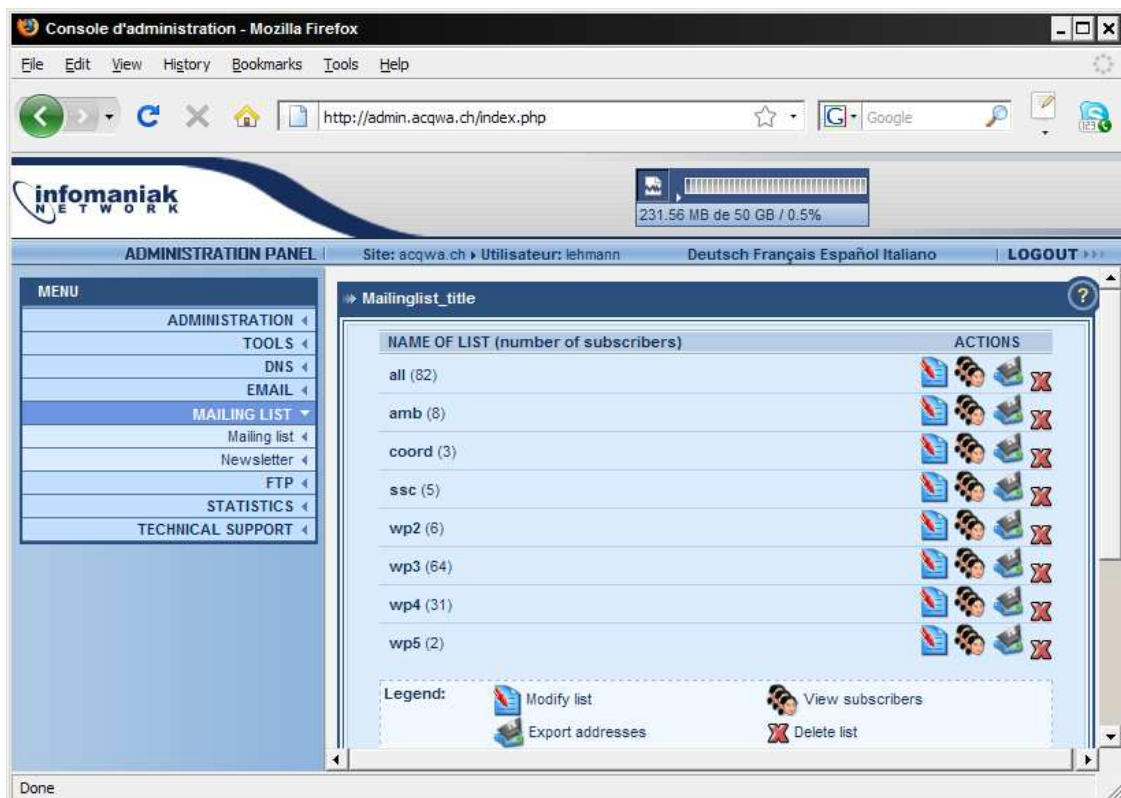 Console d'administration - Mozilla Firefox
File Edit View History Bookmarks Tools Help
http://admin.acqwa.ch/index.php
G Google
123
infomaniak
NETWORK
231.56 MB de 50 GB / 0.5%
ADMINISTRATION PANEL | Site: acqwa.ch Utilisateur: lehmann Deutsch Français Español Italiano | LOGOUT
MENU
ADMINISTRATION
TOOLS
DNS
EMAIL
MAILING LIST
Mailing list
Newsletter
FTP
STATISTICS
TECHNICAL SUPPORT
Mailinglist_title ?
NAME OF LIST (number of subscribers) ACTIONS
all (82)
amb (8)
coord (3)
ssc (5)
wp2 (6)
wp3 (64)
wp4 (31)
wp5 (2)
Legend: Modify list View subscribers
Export addresses Delete list
Done